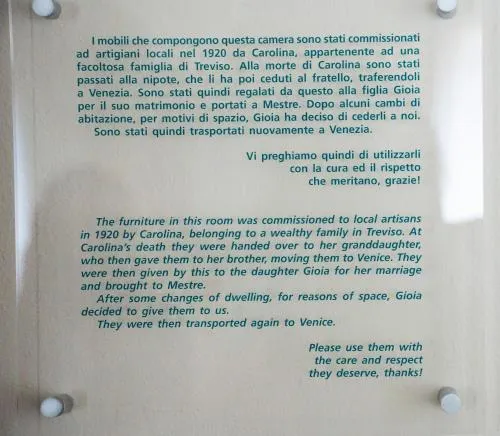 I mobili che compongono questa camera sono stati commissionati
ad artigiani locali nel 1920 da Carolina, appartenente ad una
facoltosa famiglia di Treviso. Alla morte di Carolina sono stati
passati alla nipote, che li ha poi ceduti al fratello, traferendoli
a Venezia. Sono stati quindi regalati da questo alla figlia Gioia
per il suo matrimonio e portati a Mestre. Dopo alcuni cambi di
abitazione, per motivi di spazio, Gioia ha deciso di cederli a noi.
Sono stati quindi trasportati nuovamente a Venezia.
Vi preghiamo quindi di utilizzarli
con la cura ed il rispetto
che meritano, grazie!
The furniture in this room was commissioned to local artisans
in 1920 by Carolina, belonging to a wealthy family in Treviso. At
Carolina's death they were handed over to her granddaughter,
who then gave them to her brother, moving them to Venice. They
were then given by this to the daughter Gioia for her marriage
and brought to Mestre.
After some changes of dwelling, for reasons of space, Gioia
decided to give them to us.
They were then transported again to Venice.
Please use them with
the care and respect
they deserve, thanks!